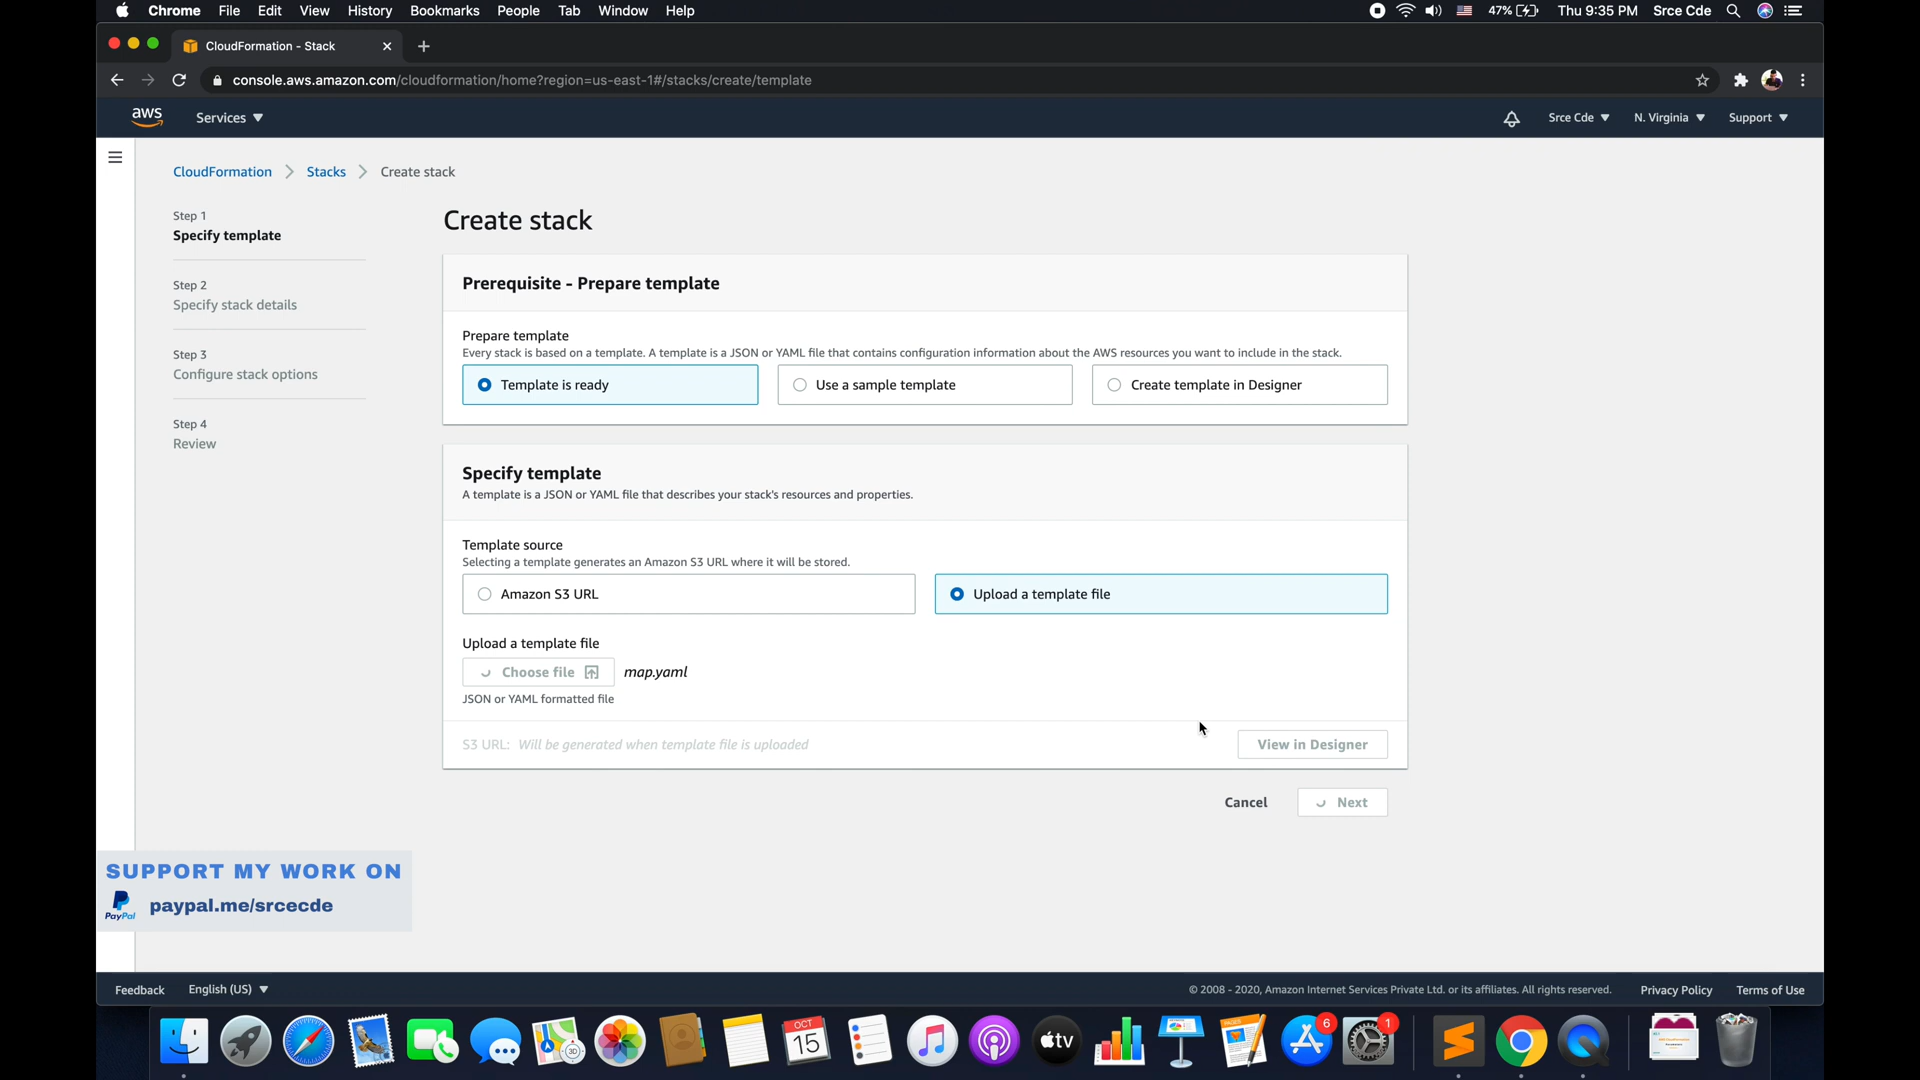 Chrome File Edit View History Bookmarks People Tab Window Help 47% Thu 9:35 PM Srce Cde
CloudFormation - Stack
console.aws.amazon.com/cloudformation/home?region=us-east-1#/stacks/create/template
aws Services Srce Cde N. Virginia Support
CloudFormation Stacks Create stack
Step 1
Specify template
Step 2
Specify stack details
Step 3
Configure stack options
Step 4
Review
Create stack
Prerequisite - Prepare template
Prepare template
Every stack is based on a template. A template is a JSON or YAML file that contains configuration information about the AWS resources you want to include in the stack.
Template is ready Use a sample template Create template in Designer
Specify template
A template is a JSON or YAML file that describes your stack's resources and properties.
Template source
Selecting a template generates an Amazon S3 URL where it will be stored.
Amazon S3 URL Upload a template file
Upload a template file
Choose file map.yaml
JSON or YAML formatted file
S3 URL: Will be generated when template file is uploaded View in Designer
Cancel Next
SUPPORT MY WORK ON
PayPal paypal.me/srcecde
Feedback English (US) © 2008 - 2020, Amazon Internet Services Private Ltd. or its affiliates. All rights reserved. Privacy Policy Terms of Use
3D
OCT
15
tv
6
1